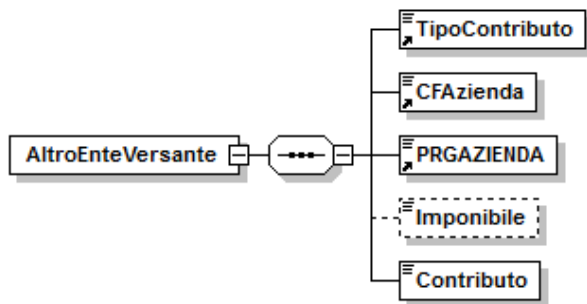 TipoContributo
CFAzienda
AltroEnteVersante
PRGAZIENDA
Imponibile
Contributo